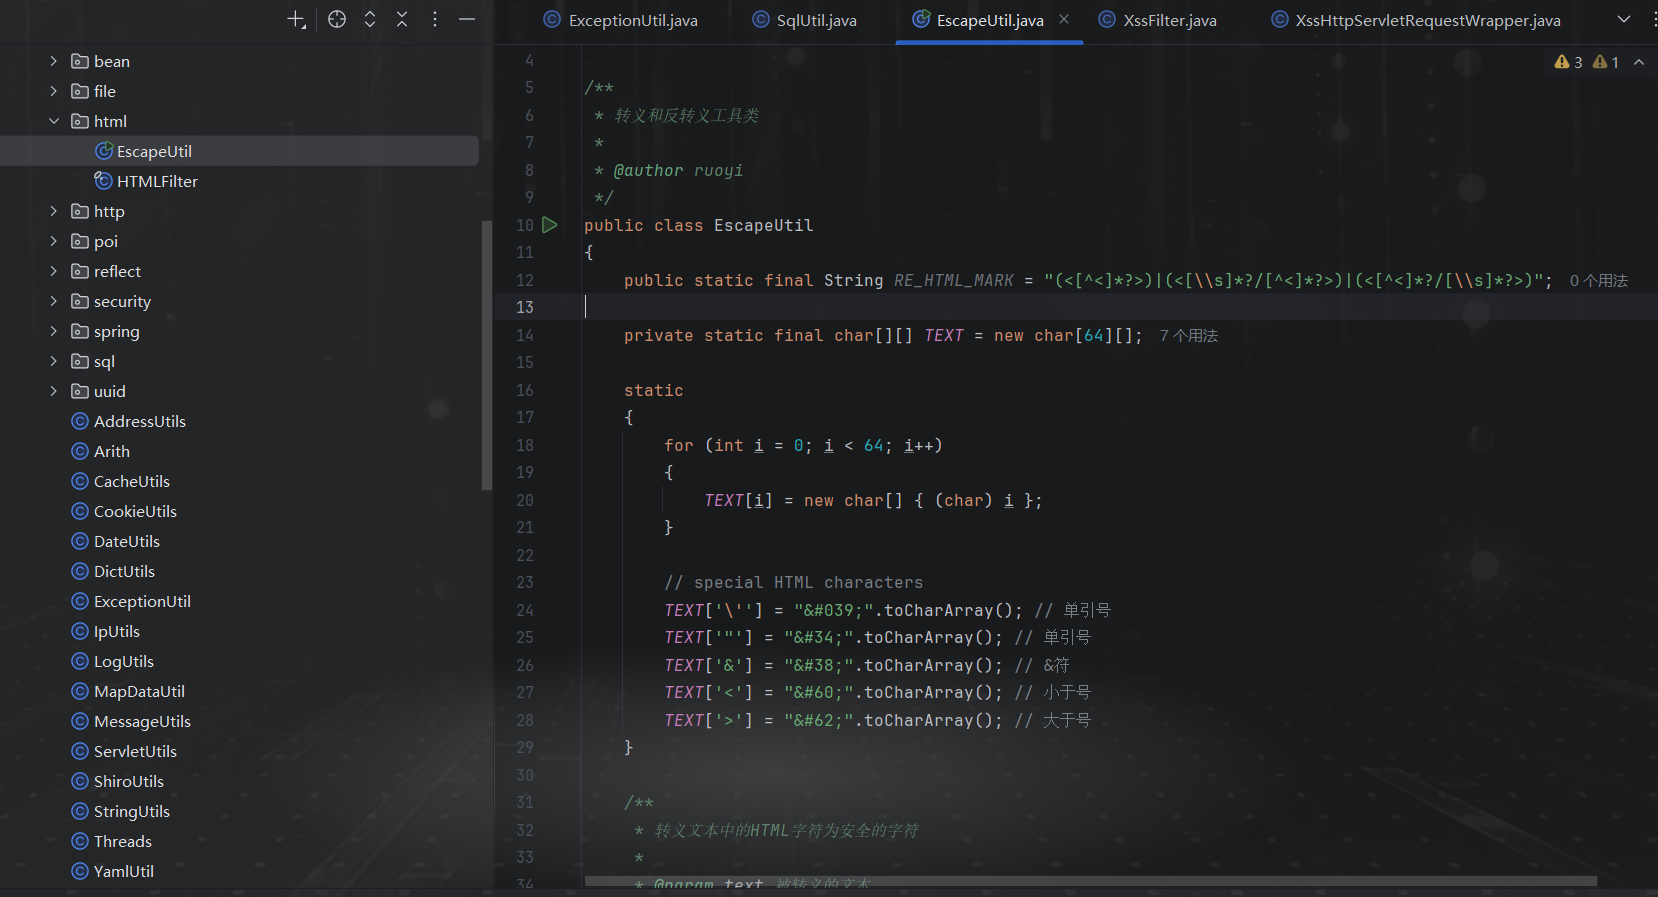 bean
file
html
EscapeUtil
HTMLFilter
http
poi
reflect
security
spring
sql
uuid
AddressUtils
Arith
CacheUtils
CookieUtils
DateUtils
DictUtils
ExceptionUtil
IpUtils
LogUtils
MapDataUtil
MessageUtils
ServletUtils
ShiroUtils
StringUtils
Threads
YamlUtil
ExceptionUtil.java SqlUtil.java EscapeUtil.java XssFilter.java XssHttpServletRequestWrapper.java
3 1
4
5 /**
6  * 转义和反转义工具类
7  *
8  * @author ruoyi
9  */
10 public class EscapeUtil
11 {
12     public static final String RE_HTML_MARK = "(<[^<]*?>)|(<[\\s]*?/[^<]*?>)|(<[^<]*?/[\\s]*?>)"; 0个用法
13
14     private static final char[][] TEXT = new char[64][]; 7个用法
15
16     static
17     {
18         for (int i = 0; i < 64; i++)
19         {
20             TEXT[i] = new char[] { (char) i };
21         }
22
23         // special HTML characters
24         TEXT['\''] = "&#039;".toCharArray(); // 单引号
25         TEXT['"'] = "&#34;".toCharArray(); // 单引号
26         TEXT['&'] = "&#38;".toCharArray(); // &符
27         TEXT['<'] = "&#60;".toCharArray(); // 小于号
28         TEXT['>'] = "&#62;".toCharArray(); // 大于号
29     }
30
31     /**
32      * 转义文本中的HTML字符为安全的字符
33      *
34      * @param text 被转义的文本